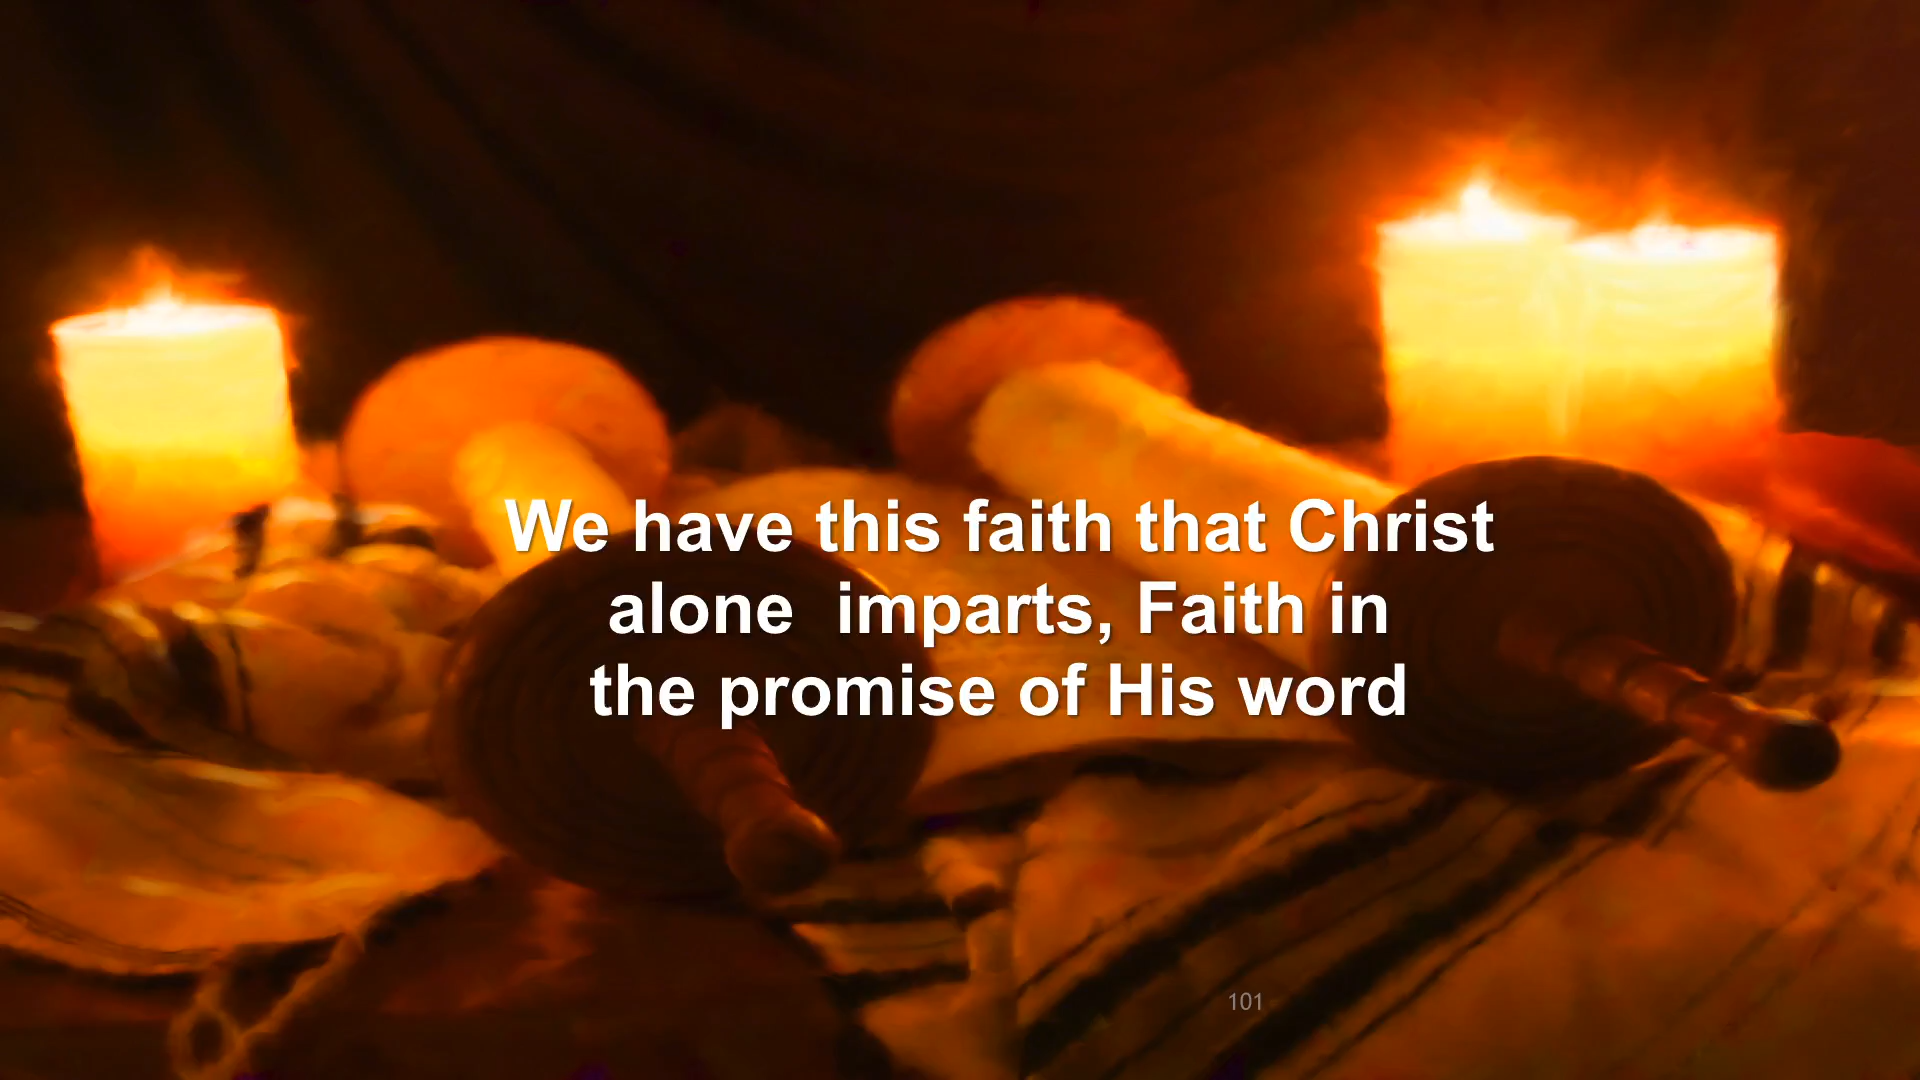 We have this faith that Christ
alone  imparts, Faith in
the promise of His word
101